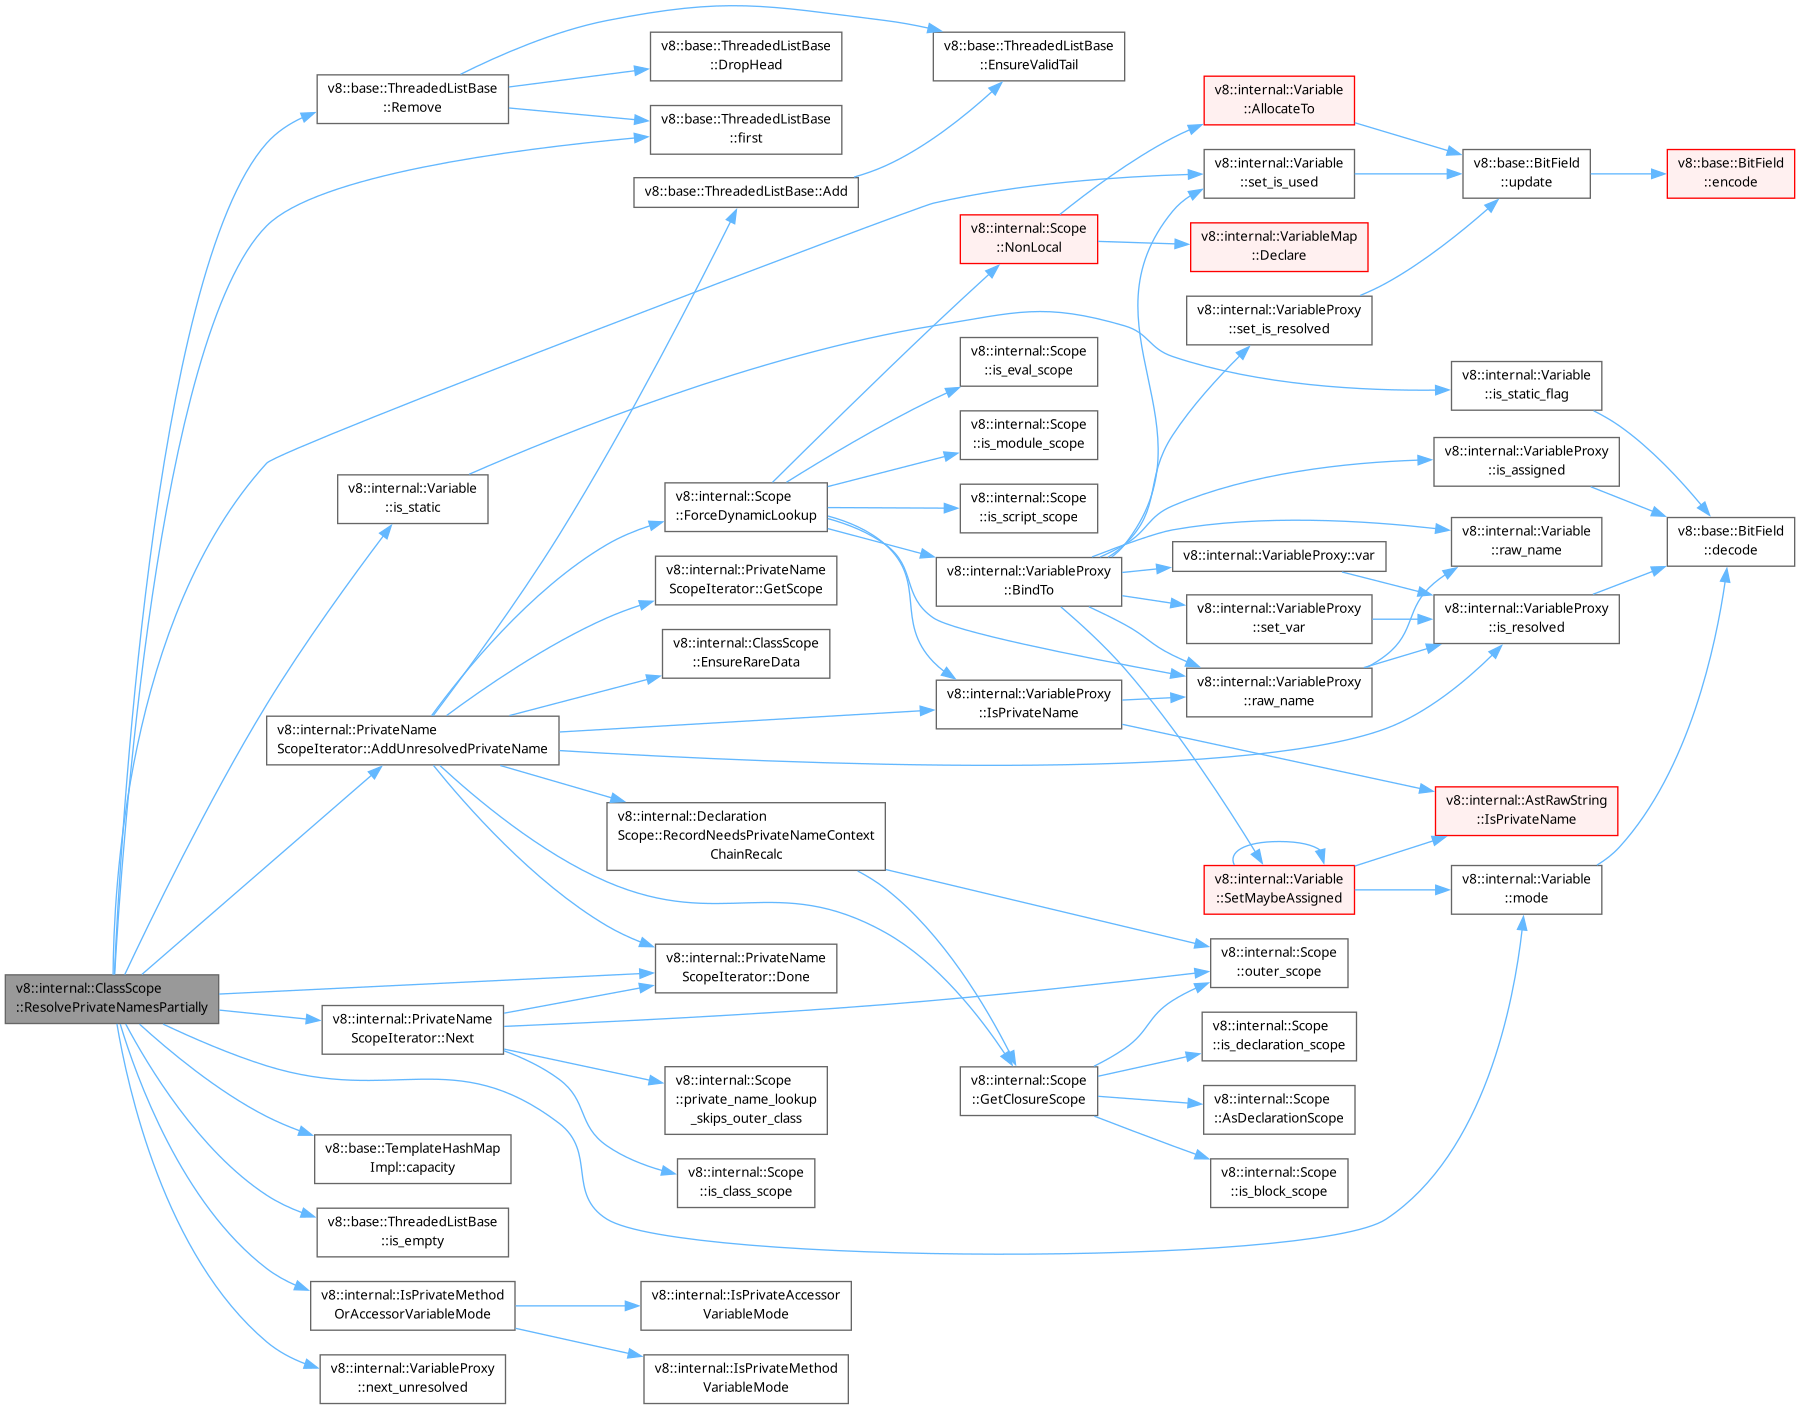 v8::internal::ClassScope
::ResolvePrivateNamesPartially
v8::base::ThreadedListBase
::Remove
v8::internal::Variable
::is_static
v8::internal::PrivateName
ScopeIterator::AddUnresolvedPrivateName
v8::internal::PrivateName
ScopeIterator::Next
v8::base::TemplateHashMap
Impl::capacity
v8::base::ThreadedListBase
::is_empty
v8::internal::IsPrivateMethod
OrAccessorVariableMode
v8::internal::VariableProxy
::next_unresolved
v8::base::ThreadedListBase
::DropHead
v8::base::ThreadedListBase
::first
v8::base::ThreadedListBase::Add
v8::internal::Scope
::ForceDynamicLookup
v8::internal::PrivateName
ScopeIterator::GetScope
v8::internal::ClassScope
::EnsureRareData
v8::internal::Declaration
Scope::RecordNeedsPrivateNameContext
ChainRecalc
v8::internal::PrivateName
ScopeIterator::Done
v8::internal::Scope
::private_name_lookup
_skips_outer_class
v8::internal::Scope
::is_class_scope
v8::internal::IsPrivateAccessor
VariableMode
v8::internal::IsPrivateMethod
VariableMode
v8::base::ThreadedListBase
::EnsureValidTail
v8::internal::Scope
::NonLocal
v8::internal::Scope
::is_eval_scope
v8::internal::Scope
::is_module_scope
v8::internal::Scope
::is_script_scope
v8::internal::VariableProxy
::BindTo
v8::internal::VariableProxy
::IsPrivateName
v8::internal::Scope
::GetClosureScope
v8::internal::Variable
::AllocateTo
v8::internal::Variable
::set_is_used
v8::internal::VariableMap
::Declare
v8::internal::VariableProxy
::set_is_resolved
v8::internal::VariableProxy::var
v8::internal::VariableProxy
::set_var
v8::internal::VariableProxy
::raw_name
v8::internal::Variable
::SetMaybeAssigned
v8::internal::Scope
::outer_scope
v8::internal::Scope
::is_declaration_scope
v8::internal::Scope
::AsDeclarationScope
v8::internal::Scope
::is_block_scope
v8::base::BitField
::update
v8::internal::Variable
::is_static_flag
v8::internal::VariableProxy
::is_assigned
v8::internal::Variable
::raw_name
v8::internal::VariableProxy
::is_resolved
v8::internal::AstRawString
::IsPrivateName
v8::internal::Variable
::mode
v8::base::BitField
::encode
v8::base::BitField
::decode